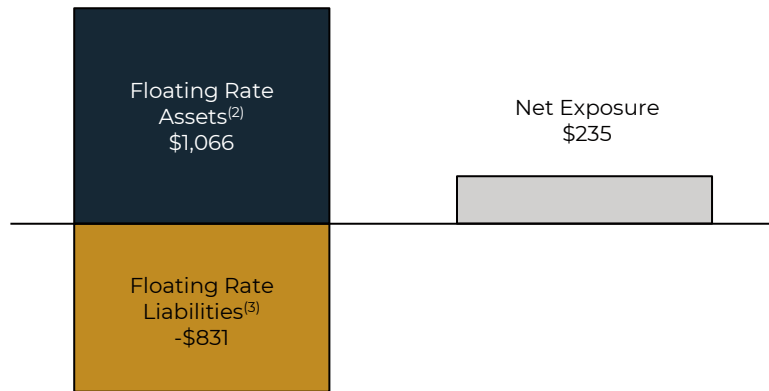 Floating Rate
Assets(2)
$1,066
Net Exposure
$235
Floating Rate
Liabilities(3)
-$831